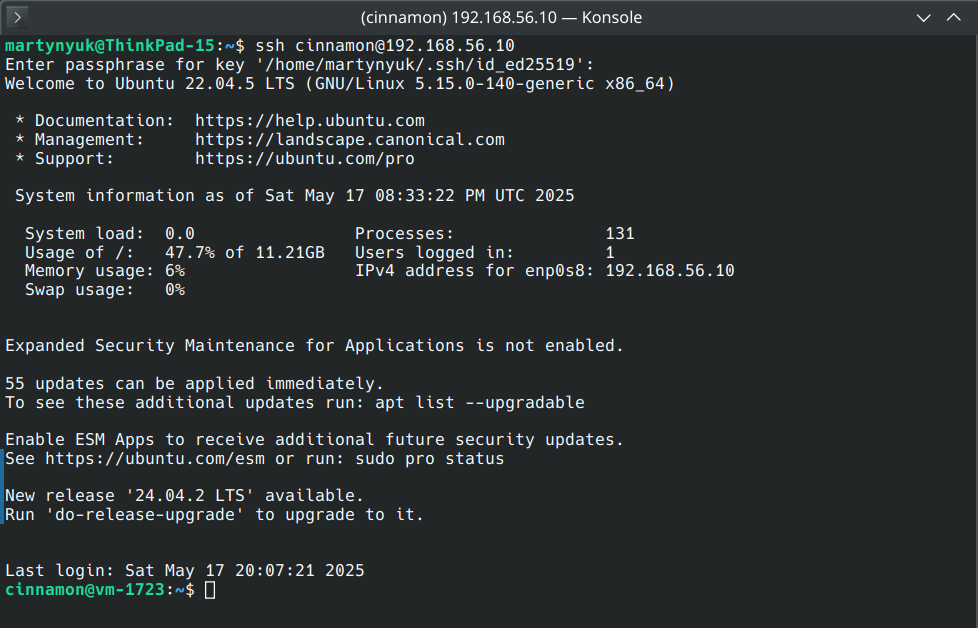 (cinnamon) 192.168.56.10 — Konsole
martynyuk@ThinkPad-15:~$ ssh cinnamon@192.168.56.10
Enter passphrase for key '/home/martynyuk/.ssh/id_ed25519':
Welcome to Ubuntu 22.04.5 LTS (GNU/Linux 5.15.0-140-generic x86_64)
* Documentation:  https://help.ubuntu.com
* Management:     https://landscape.canonical.com
* Support:        https://ubuntu.com/pro
System information as of Sat May 17 08:33:22 PM UTC 2025
System load:  0.0                Processes:               131
Usage of /:   47.7% of 11.21GB   Users logged in:         1
Memory usage: 6%                 IPv4 address for enp0s8: 192.168.56.10
Swap usage:   0%
Expanded Security Maintenance for Applications is not enabled.
55 updates can be applied immediately.
To see these additional updates run: apt list --upgradable
Enable ESM Apps to receive additional future security updates.
See https://ubuntu.com/esm or run: sudo pro status
New release '24.04.2 LTS' available.
Run 'do-release-upgrade' to upgrade to it.
Last login: Sat May 17 20:07:21 2025
cinnamon@vm-1723:~$